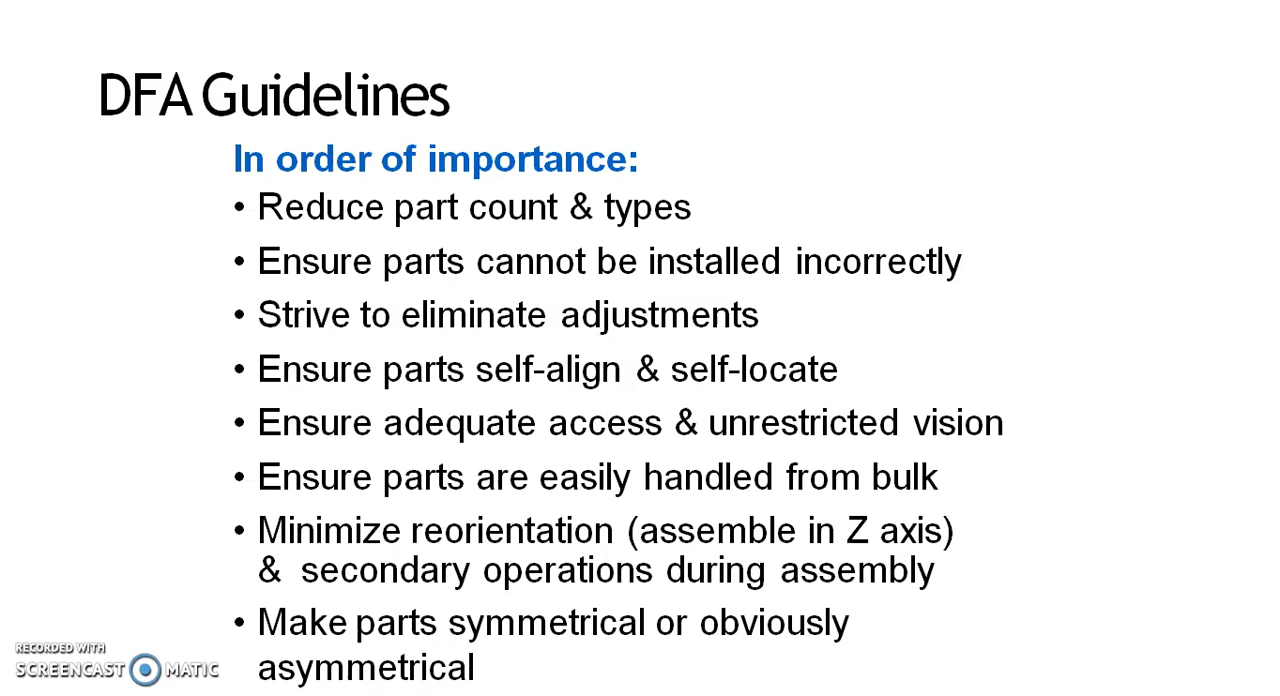 DFA Guidelines
In order of importance:
• Reduce part count & types
• Ensure parts cannot be installed incorrectly
• Strive to eliminate adjustments
• Ensure parts self-align & self-locate
• Ensure adequate access & unrestricted vision
• Ensure parts are easily handled from bulk
• Minimize reorientation (assemble in Z axis)
& secondary operations during assembly
• Make parts symmetrical or obviously
asymmetrical
RECORDED WITH
SCREENCAST MATIC